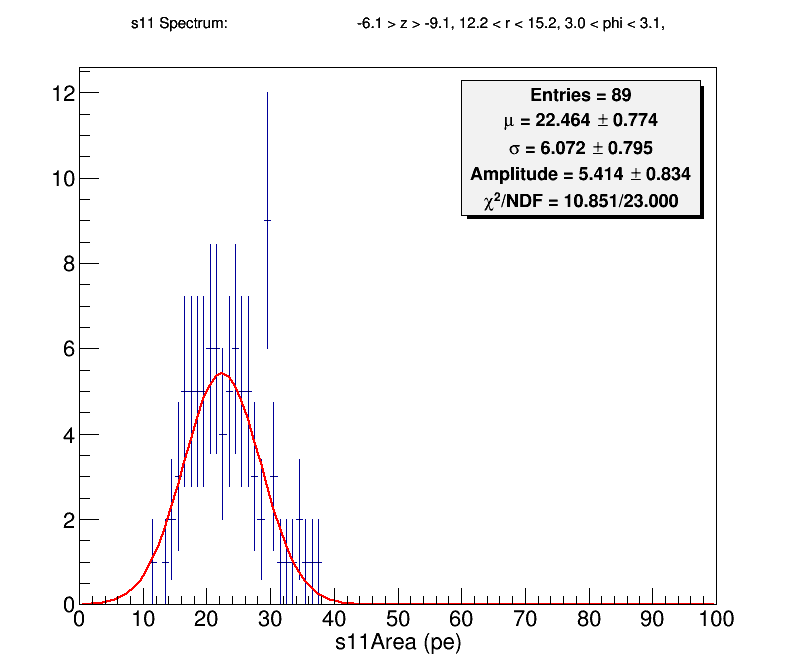 s11 Spectrum: -6.1 > z > -9.1, 12.2 < r < 15.2, 3.0 < phi < 3.1,
Entries = 89
μ = 22.464 ± 0.774
σ = 6.072 ± 0.795
Amplitude = 5.414 ± 0.834
χ²/NDF = 10.851/23.000
12
10
8
6
4
2
0
0 10 20 30 40 50 60 70 80 90 100
s11Area (pe)